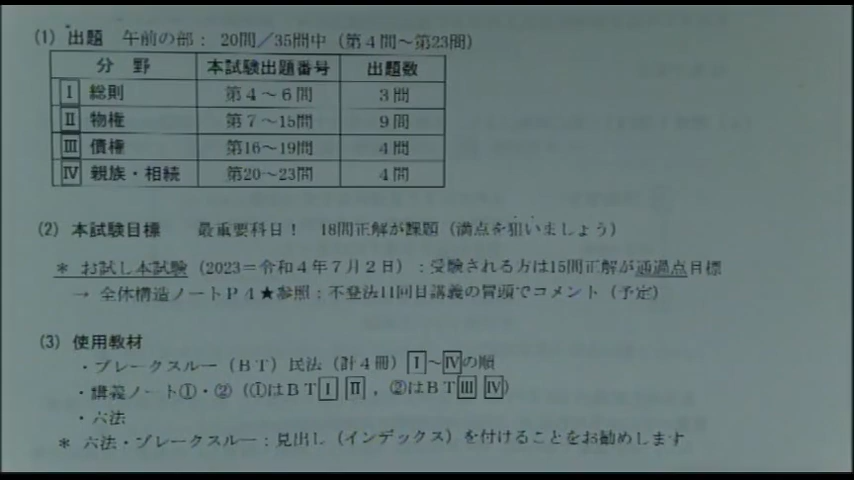 (1) 出題　午前の部： 20問／35問中（第４問～第23問）
分　野　本試験出題番号　出題数
Ⅰ 総則　第４～６問　３問
Ⅱ 物権　第７～15問　９問
Ⅲ 債権　第16～19問　４問
Ⅳ 親族・相続　第20～23問　４問
(2) 本試験目標　最重要科目！　18問正解が課題（満点を狙いましょう）
＊ お試し本試験（2023＝令和４年７月２日）：受験される方は15問正解が通過点目標
→ 全体構造ノートＰ４★参照：不登法11回目講義の冒頭でコメント（予定）
(3) 使用教材
・ブレークスルー（ＢＴ）民法（計４冊）Ⅰ～Ⅳの順
・講義ノート①・②（①はＢＴⅠ Ⅱ，②はＢＴⅢ Ⅳ）
・六法
＊ 六法・ブレークスルー：見出し（インデックス）を付けることをお勧めします